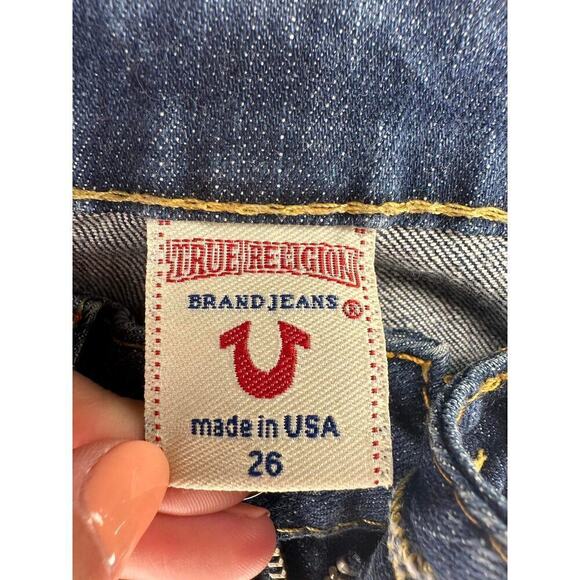 TRUE RELIGION
BRAND JEANS ®
made in USA
26